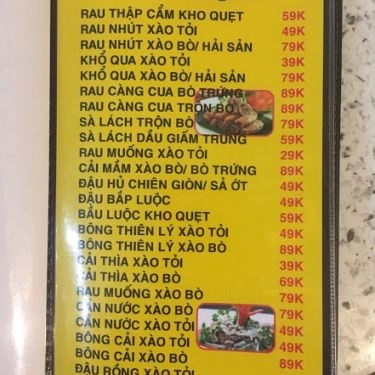 RAU THẬP CẨM KHO QUẸT 59K
RAU NHÚT XÀO TỎI 49K
RAU NHÚT XÀO BÒ/ HẢI SẢN 79K
KHỔ QUA XÀO TỎI 39K
KHỔ QUA XÀO BÒ/ HẢI SẢN 79K
RAU CÀNG CUA BÒ TRỨNG 89K
RAU CÀNG CUA TRỘN BÒ 89K
SÀ LÁCH TRỘN BÒ 79K
SÀ LÁCH DẦU GIẤM TRỨNG 59K
RAU MUỐNG XÀO TỎI 29K
CẢI MẦM XÀO BÒ/ BÒ TRỨNG 89K
ĐẬU HỦ CHIÊN GIÒN/ SẢ ỚT 49K
ĐẬU BẮP LUỘC 49K
BẦU LUỘC KHO QUẸT 59K
BÔNG THIÊN LÝ XÀO TỎI 49K
BÔNG THIÊN LÝ XÀO BÒ 89K
CẢI THÌA XÀO TỎI 39K
CẢI THÌA XÀO BÒ 69K
RAU MUỐNG XÀO BÒ 79K
CẦN NƯỚC XÀO BÒ 79K
CẦN NƯỚC XÀO TỎI 49K
BÔNG CẢI XÀO TỎI 49K
BÔNG CẢI XÀO BÒ 89K
ĐẬU RỒNG XÀO TỎI